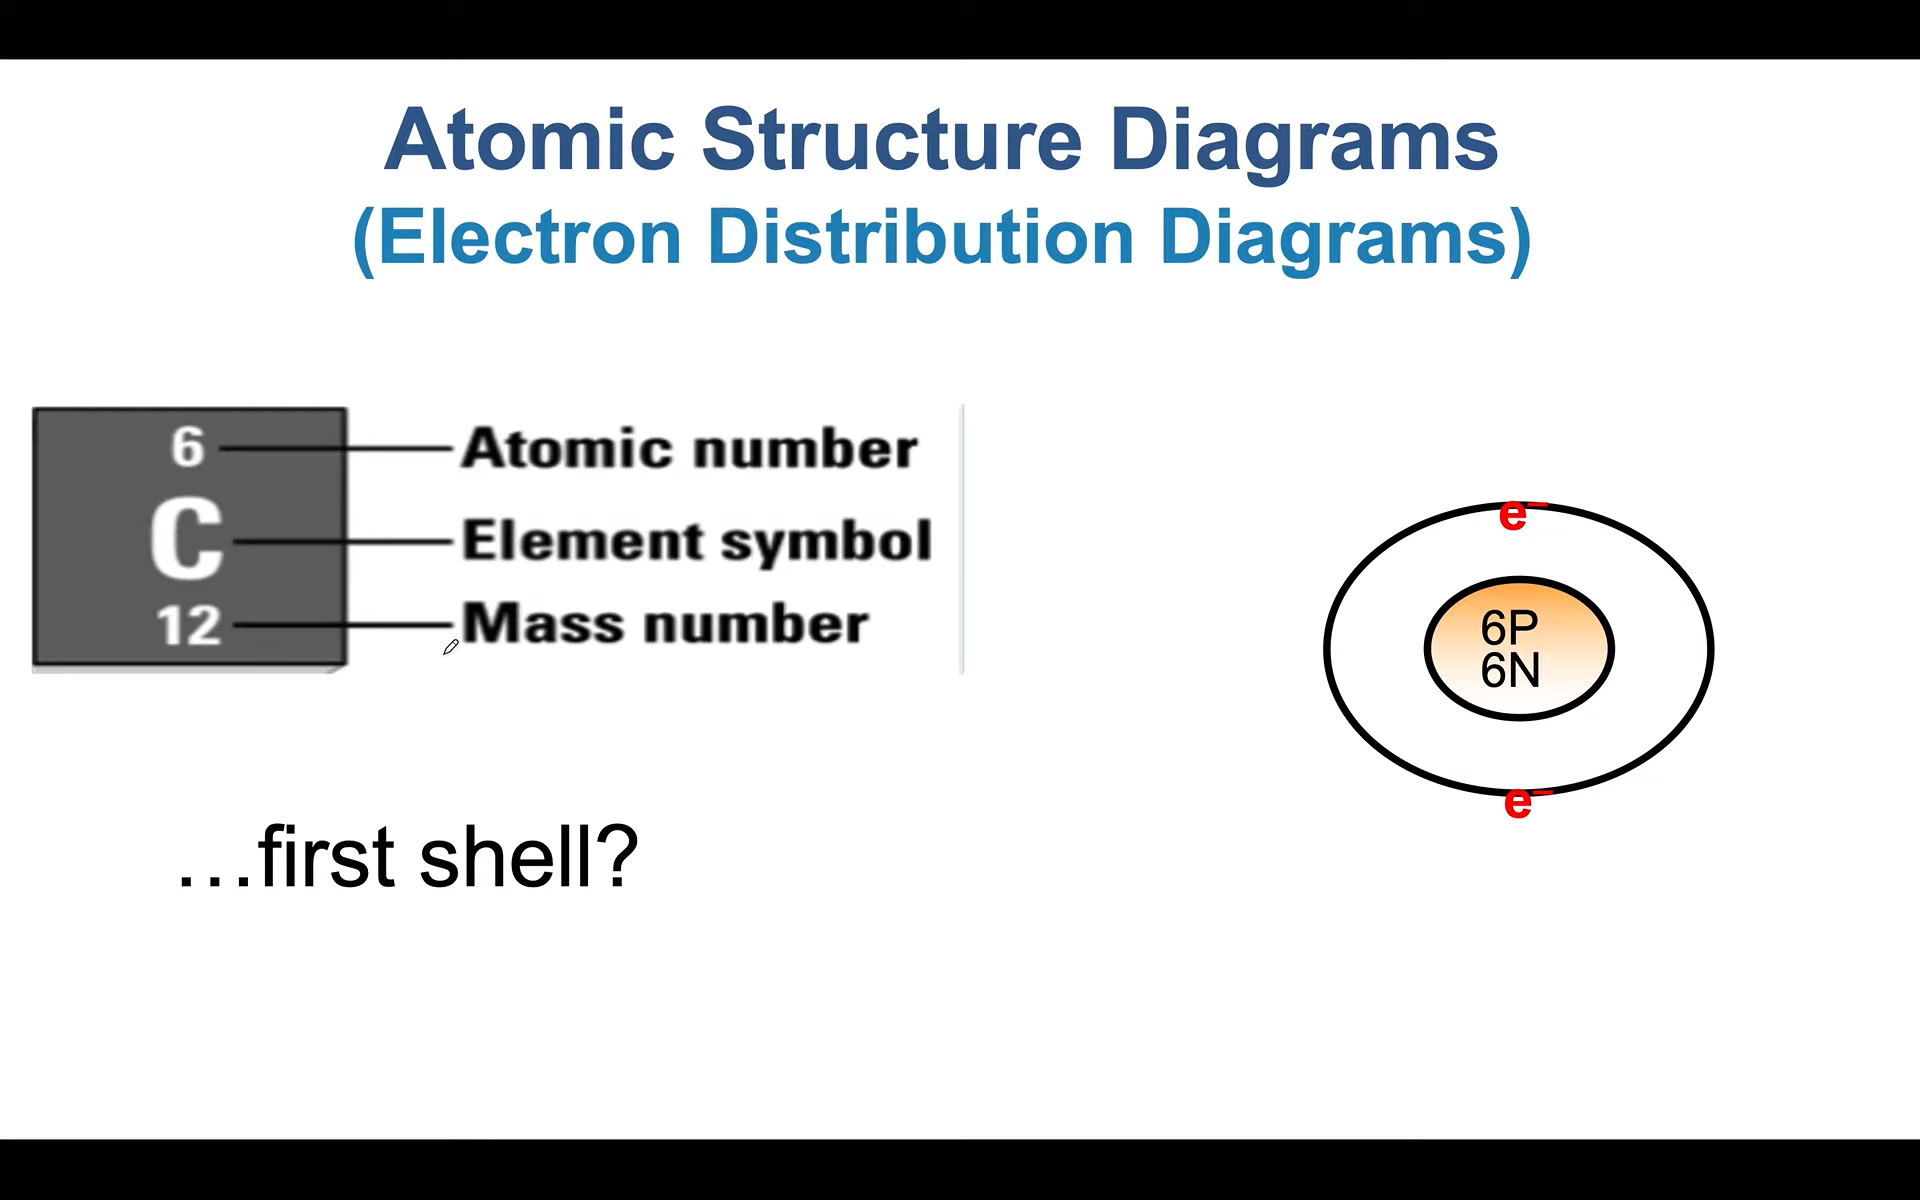 Atomic Structure Diagrams
(Electron Distribution Diagrams)
6 Atomic number
C Element symbol
12 Mass number
e⁻
6P
6N
e⁻
…first shell?